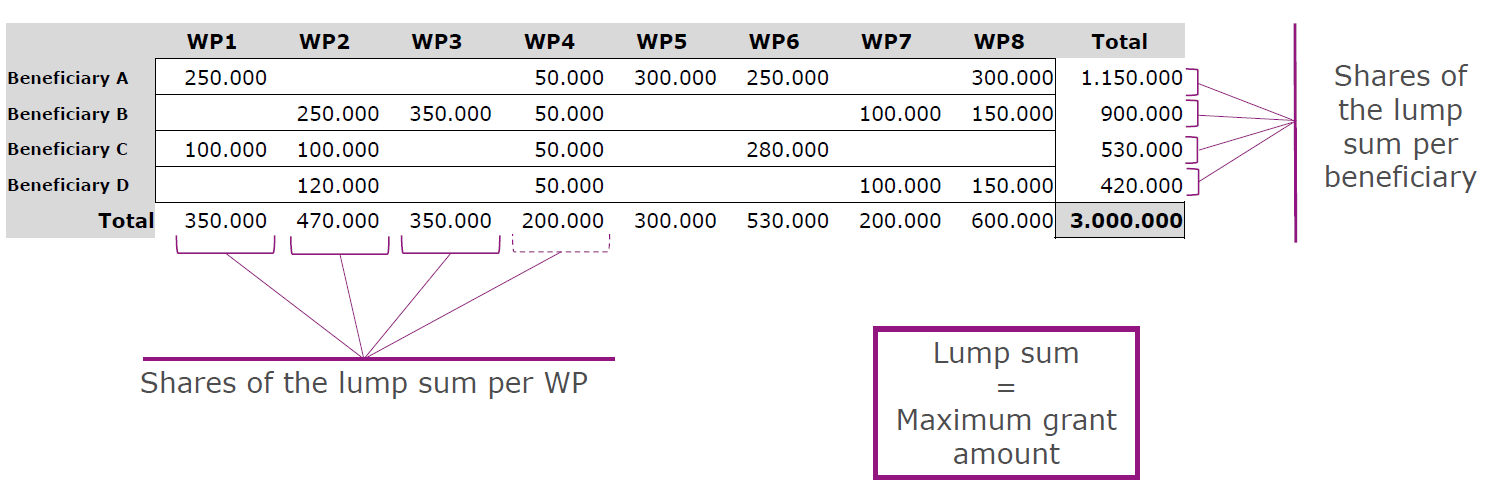 WP1 WP2 WP3 WP4 WP5 WP6 WP7 WP8 Total
Beneficiary A 250.000 50.000 300.000 250.000 300.000 1.150.000
Beneficiary B 250.000 350.000 50.000 100.000 150.000 900.000
Beneficiary C 100.000 100.000 50.000 280.000 530.000
Beneficiary D 120.000 50.000 100.000 150.000 420.000
Total 350.000 470.000 350.000 200.000 300.000 530.000 200.000 600.000 3.000.000
Shares of
the lump
sum per
beneficiary
Shares of the lump sum per WP
Lump sum
=
Maximum grant
amount